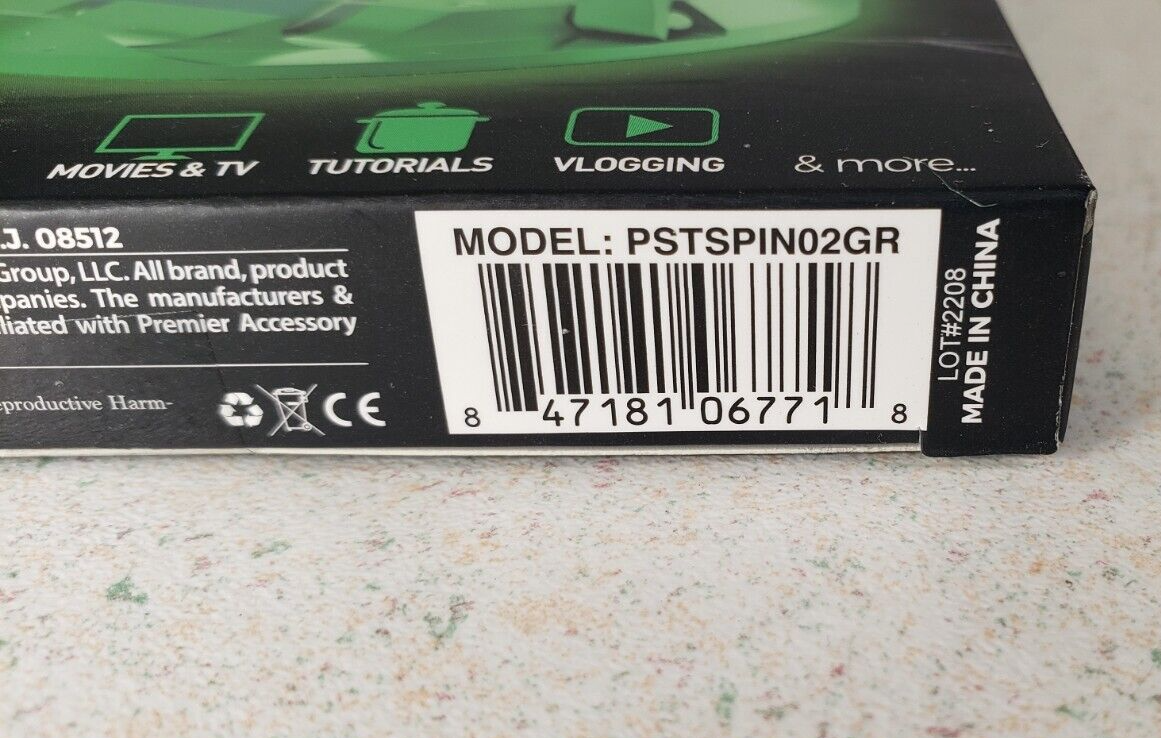 MOVIES & TV
TUTORIALS
VLOGGING
& more...
.J. 08512
Group, LLC. All brand, product
panies. The manufacturers &
liated with Premier Accessory
eproductive Harm-
CE
MODEL: PSTSPIN02GR
8 47181 06771 8
LOT#2208
MADE IN CHINA